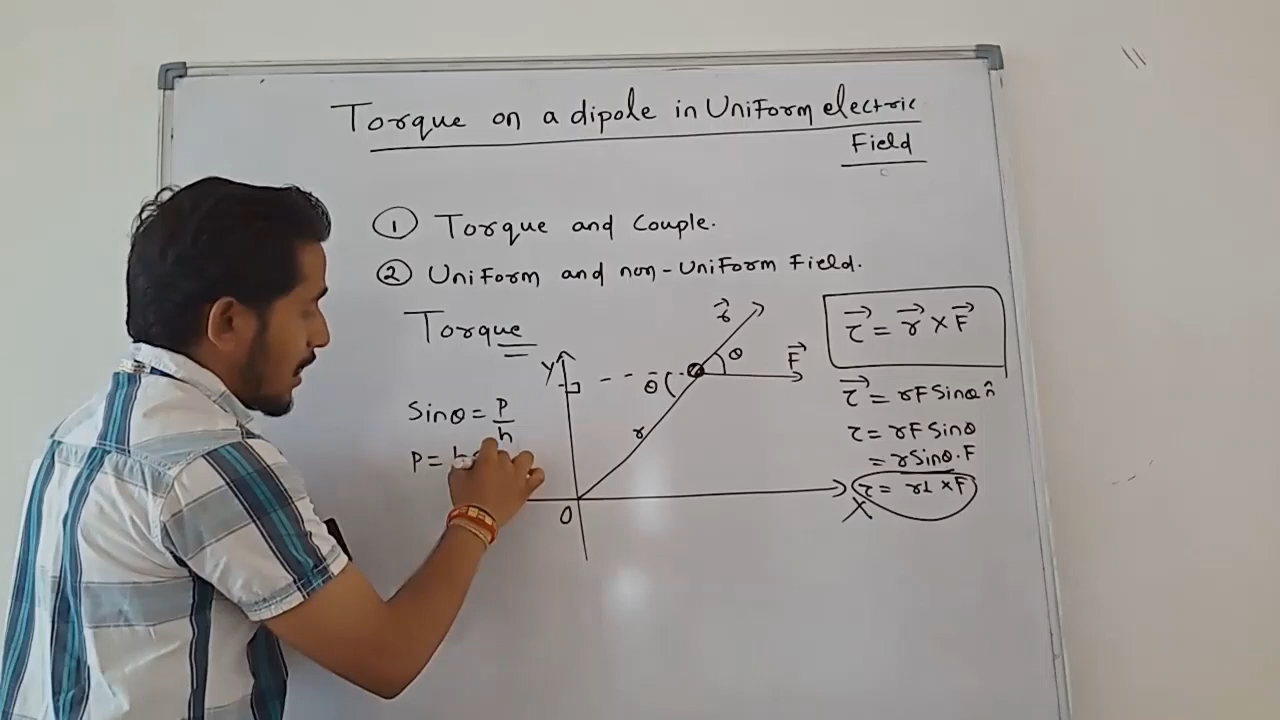 Torque on a dipole in Uniform electric
Field
① Torque and Couple.
② Uniform and non-Uniform Field.
Torque
τ⃗ = r⃗ × F⃗
τ⃗ = rF Sinθ n̂
τ = rF Sinθ
= rSinθ.F
τ = r⊥ × F
Sinθ = P/h
P = h
Y
r⃗
θ
F⃗
θ
r
O
X